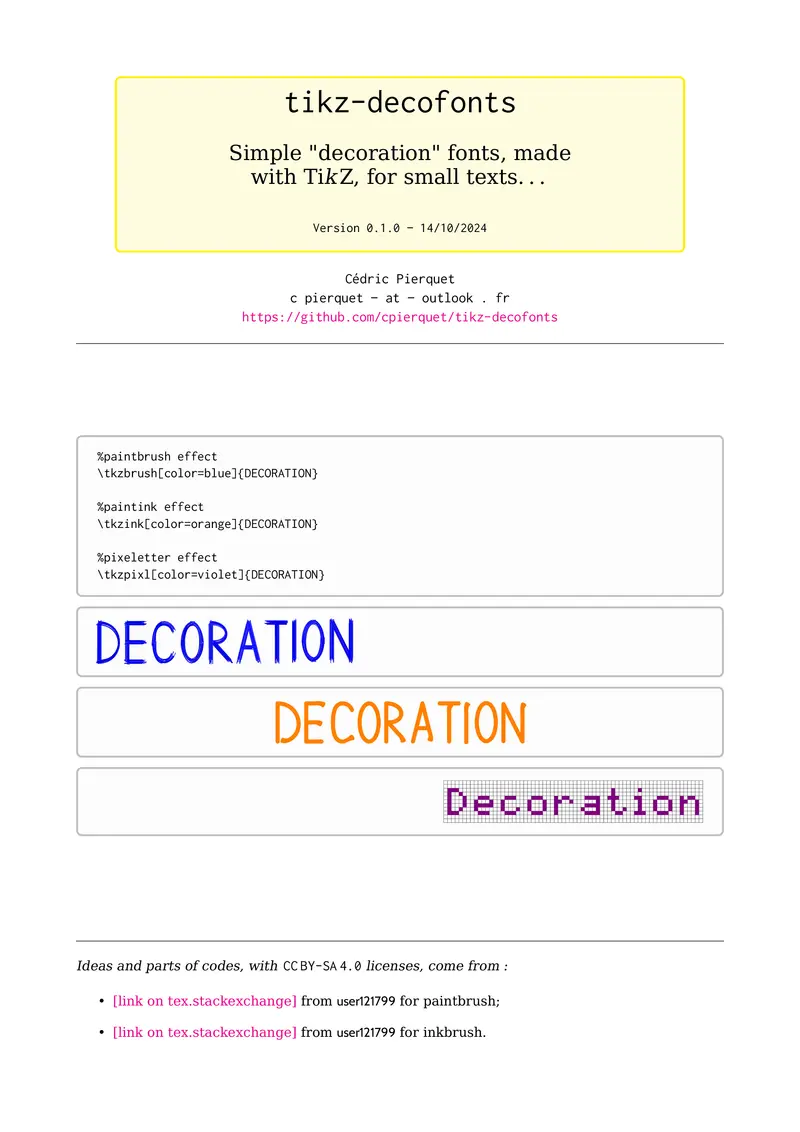 tikz-decofonts
Simple "decoration" fonts, made
with TikZ, for small texts...
Version 0.1.0 – 14/10/2024
Cédric Pierquet
c pierquet – at – outlook . fr
https://github.com/cpierquet/tikz-decofonts
%paintbrush effect
\tkzbrush[color=blue]{DECORATION}
%paintink effect
\tkzink[color=orange]{DECORATION}
%pixeletter effect
\tkzpixl[color=violet]{DECORATION}
DECORATION
DECORATION
Decoration
Ideas and parts of codes, with CC BY-SA 4.0 licenses, come from :
• [link on tex.stackexchange] from user121799 for paintbrush;
• [link on tex.stackexchange] from user121799 for inkbrush.